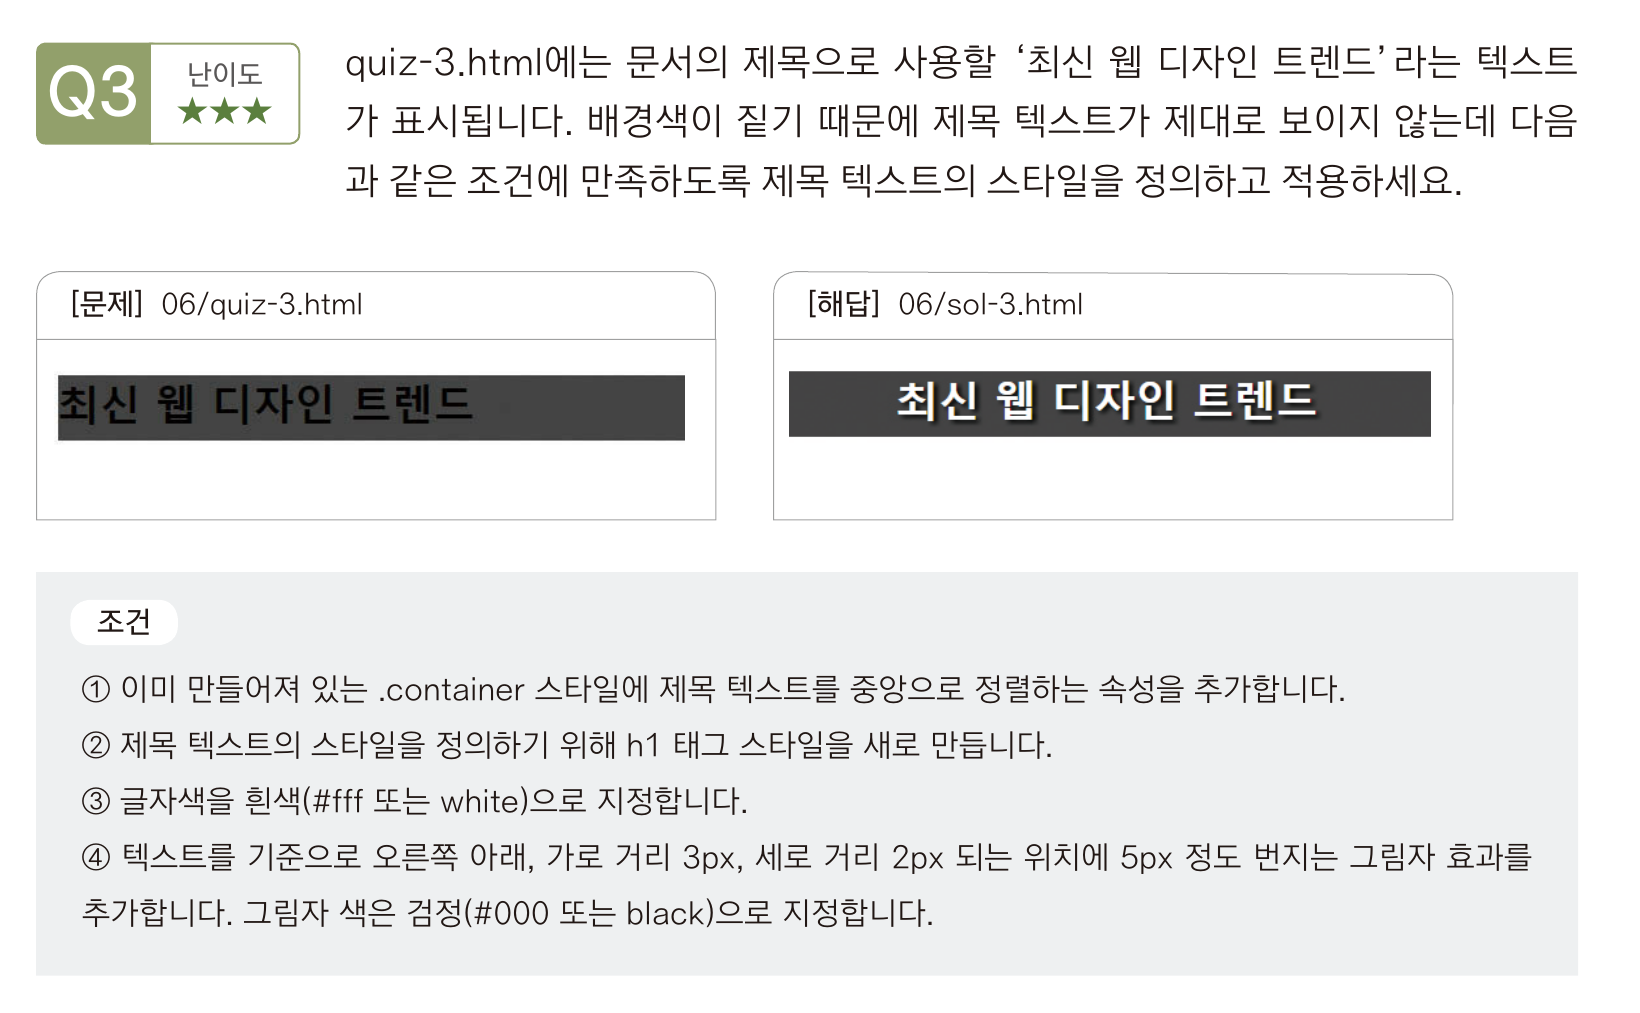 Q3
난이도
★★★
quiz-3.html에는 문서의 제목으로 사용할 ‘최신 웹 디자인 트렌드’라는 텍스트
가 표시됩니다. 배경색이 짙기 때문에 제목 텍스트가 제대로 보이지 않는데 다음
과 같은 조건에 만족하도록 제목 텍스트의 스타일을 정의하고 적용하세요.
[문제] 06/quiz-3.html
최신 웹 디자인 트렌드
[해답] 06/sol-3.html
최신 웹 디자인 트렌드
조건
① 이미 만들어져 있는 .container 스타일에 제목 텍스트를 중앙으로 정렬하는 속성을 추가합니다.
② 제목 텍스트의 스타일을 정의하기 위해 h1 태그 스타일을 새로 만듭니다.
③ 글자색을 흰색(#fff 또는 white)으로 지정합니다.
④ 텍스트를 기준으로 오른쪽 아래, 가로 거리 3px, 세로 거리 2px 되는 위치에 5px 정도 번지는 그림자 효과를
추가합니다. 그림자 색은 검정(#000 또는 black)으로 지정합니다.